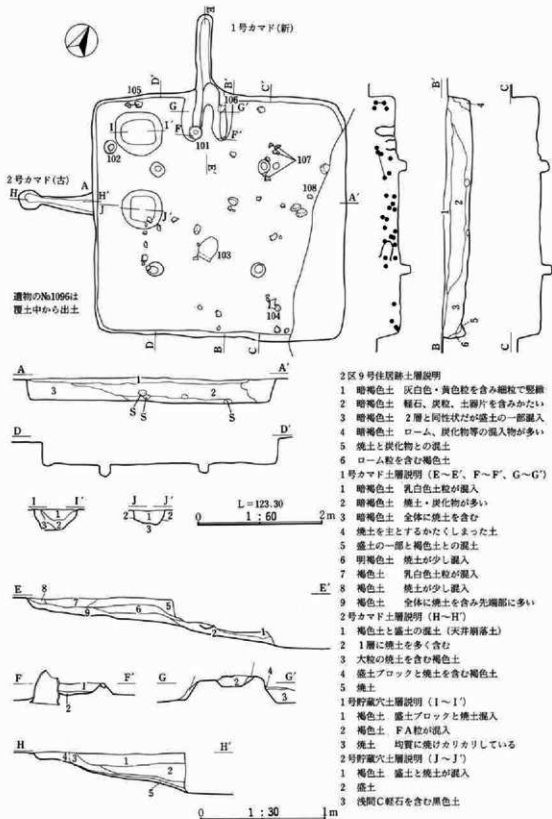 1号カマド(新)
2号カマド(古)
遺物の№1096は
覆土中から出土
E
E′
D′
B′
C′
105
106
G
G′
I
I′
F
F′
101
102
107
108
H
A
H′
J
J′
A′
103
104
D
B
C
B′
C′
1
2
3
4
5
6
B
C
A
A′
1
3
2
S
S
S
D
D′
I
I′
J
J′
L=123.30
0
1:60
2m
E
E′
F
F′
G
G′
H
H′
0
1:30
1m
2区9号住居跡土層説明
1 暗褐色土 灰白色・黄色粒を含み細粒で堅緻
2 暗褐色土 軽石、炭粒、土器片を含みかたい
3 暗褐色土 2層と同性状だが盛土の一部混入
4 暗褐色土 ローム、炭化物等の混入物が多い
5 焼土と炭化物との混土
6 ローム粒を含む褐色土
1号カマド土層説明(E～E′、F～F′、G～G′)
1 暗褐色土 乳白色土粒が混入
2 暗褐色土 焼土・炭化物が多い
3 暗褐色土 全体に焼土を含む
4 焼土を主とするかたくしまった土
5 盛土の一部と褐色土との混土
6 明褐色土 焼土が少し混入
7 褐色土 乳白色土粒が混入
8 褐色土 焼土が少し混入
9 褐色土 全体に焼土を含み先端部に多い
2号カマド土層説明(H～H′)
1 褐色土と盛土の混土(天井崩落土)
2 1層に焼土を多く含む
3 大粒の焼土を含む褐色土
4 盛土ブロックと焼土を含む褐色土
5 焼土
1号貯蔵穴土層説明(I～I′)
1 褐色土 盛土ブロックと焼土混入
2 褐色土 FA粒が混入
3 焼土 均質に焼けカリカリしている
2号貯蔵穴土層説明(J～J′)
1 褐色土 盛土と焼土が混入
2 盛土
3 浅間C軽石を含む黒色土